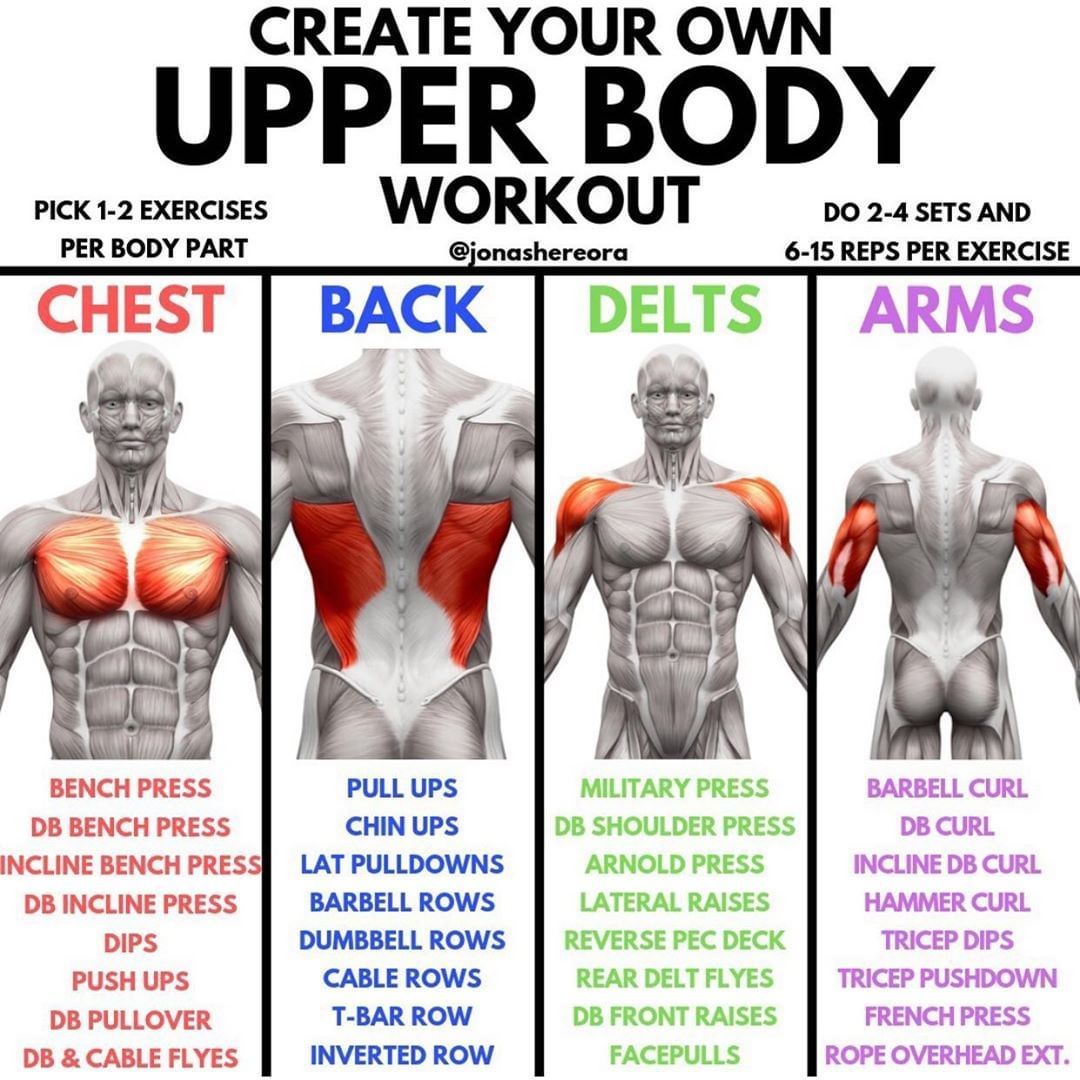 CREATE YOUR OWN
UPPER BODY
WORKOUT
PICK 1-2 EXERCISES
PER BODY PART
@jonashereora
DO 2-4 SETS AND
6-15 REPS PER EXERCISE
CHEST
BENCH PRESS
DB BENCH PRESS
INCLINE BENCH PRESS
DB INCLINE PRESS
DIPS
PUSH UPS
DB PULLOVER
DB & CABLE FLYES
BACK
PULL UPS
CHIN UPS
LAT PULLDOWNS
BARBELL ROWS
DUMBBELL ROWS
CABLE ROWS
T-BAR ROW
INVERTED ROW
DELTS
MILITARY PRESS
DB SHOULDER PRESS
ARNOLD PRESS
LATERAL RAISES
REVERSE PEC DECK
REAR DELT FLYES
DB FRONT RAISES
FACEPULLS
ARMS
BARBELL CURL
DB CURL
INCLINE DB CURL
HAMMER CURL
TRICEP DIPS
TRICEP PUSHDOWN
FRENCH PRESS
ROPE OVERHEAD EXT.